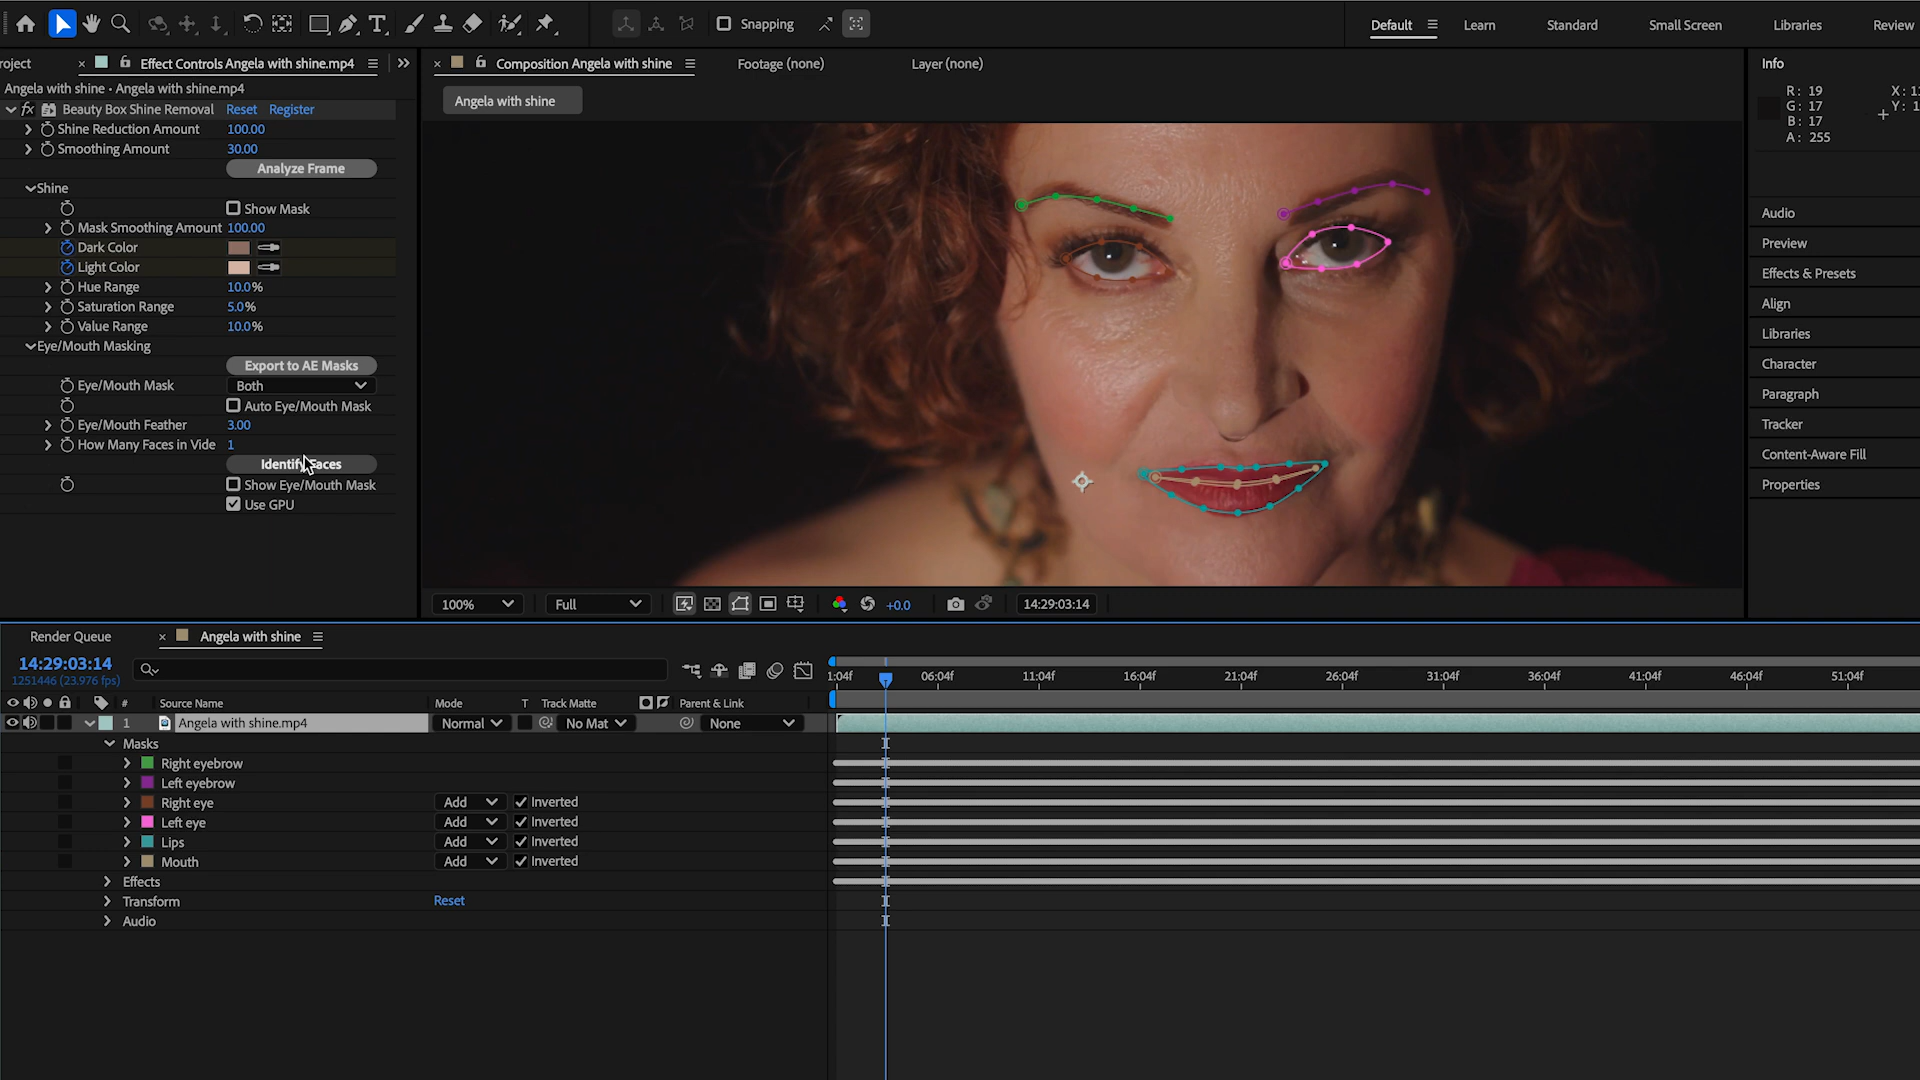 Snapping
Default
Learn
Standard
Small Screen
Libraries
Review
roject
Effect Controls Angela with shine.mp4
Composition Angela with shine
Footage (none)
Layer (none)
Info
Angela with shine • Angela with shine.mp4
Angela with shine
R: 19
G: 17
B: 17
A: 255
fx Beauty Box Shine Removal Reset Register
Shine Reduction Amount 100.00
Smoothing Amount 30.00
Analyze Frame
Shine
Show Mask
Mask Smoothing Amount 100.00
Dark Color
Light Color
Hue Range 10.0%
Saturation Range 5.0%
Value Range 10.0%
Eye/Mouth Masking
Export to AE Masks
Eye/Mouth Mask Both
Auto Eye/Mouth Mask
Eye/Mouth Feather 3.00
How Many Faces in Vide 1
Identify Faces
Show Eye/Mouth Mask
Use GPU
Audio
Preview
Effects & Presets
Align
Libraries
Character
Paragraph
Tracker
Content-Aware Fill
Properties
100% Full +0.0 14:29:03:14
Render Queue
Angela with shine
14:29:03:14
1251446 (23.976 fps)
1:04f 06:04f 11:04f 16:04f 21:04f 26:04f 31:04f 36:04f 41:04f 46:04f 51:04f
# Source Name Mode T Track Matte Parent & Link
1 Angela with shine.mp4 Normal No Mat None
Masks
Right eyebrow
Left eyebrow
Right eye Add Inverted
Left eye Add Inverted
Lips Add Inverted
Mouth Add Inverted
Effects
Transform Reset
Audio